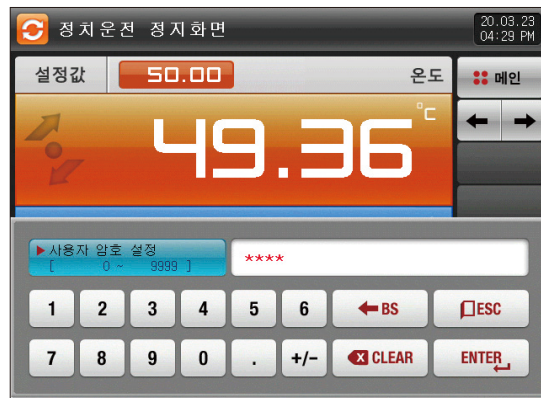 정치운전 정지화면
20.03.23
04:29 PM
설정값 50.00 온도 메인
49.36 °C
▶사용자 암호 설정
[ 0 ~ 9999 ]
****
1 2 3 4 5 6 BS ESC
7 8 9 0 . +/- CLEAR ENTER